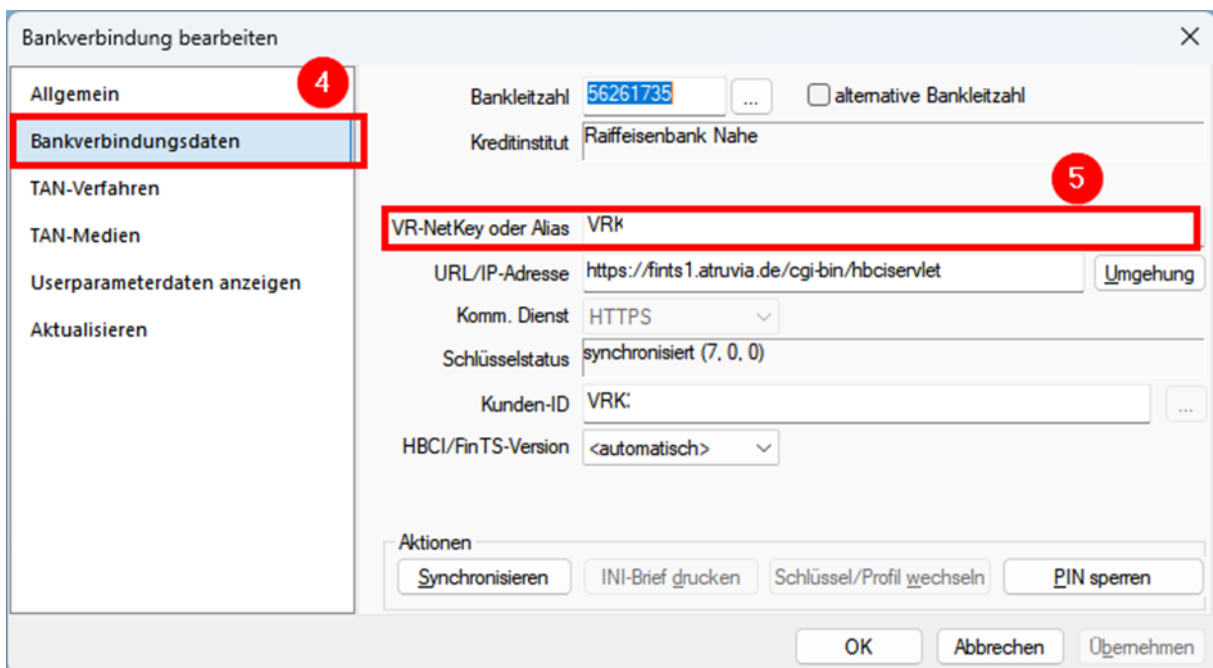 Bankverbindung bearbeiten
Allgemein
4
Bankverbindungsdaten
TAN-Verfahren
TAN-Medien
Userparameterdaten anzeigen
Aktualisieren
Bankleitzahl 56261735 ... alternative Bankleitzahl
Kreditinstitut Raiffeisenbank Nahe
5
VR-NetKey oder Alias VRK
URL/IP-Adresse https://fints1.atruvia.de/cgi-bin/hbciservlet Umgehung
Komm. Dienst HTTPS
Schlüsselstatus synchronisiert (7, 0, 0)
Kunden-ID VRK: ...
HBCI/FinTS-Version <automatisch>
Aktionen
Synchronisieren INI-Brief drucken Schlüssel/Profil wechseln PIN sperren
OK Abbrechen Übernehmen